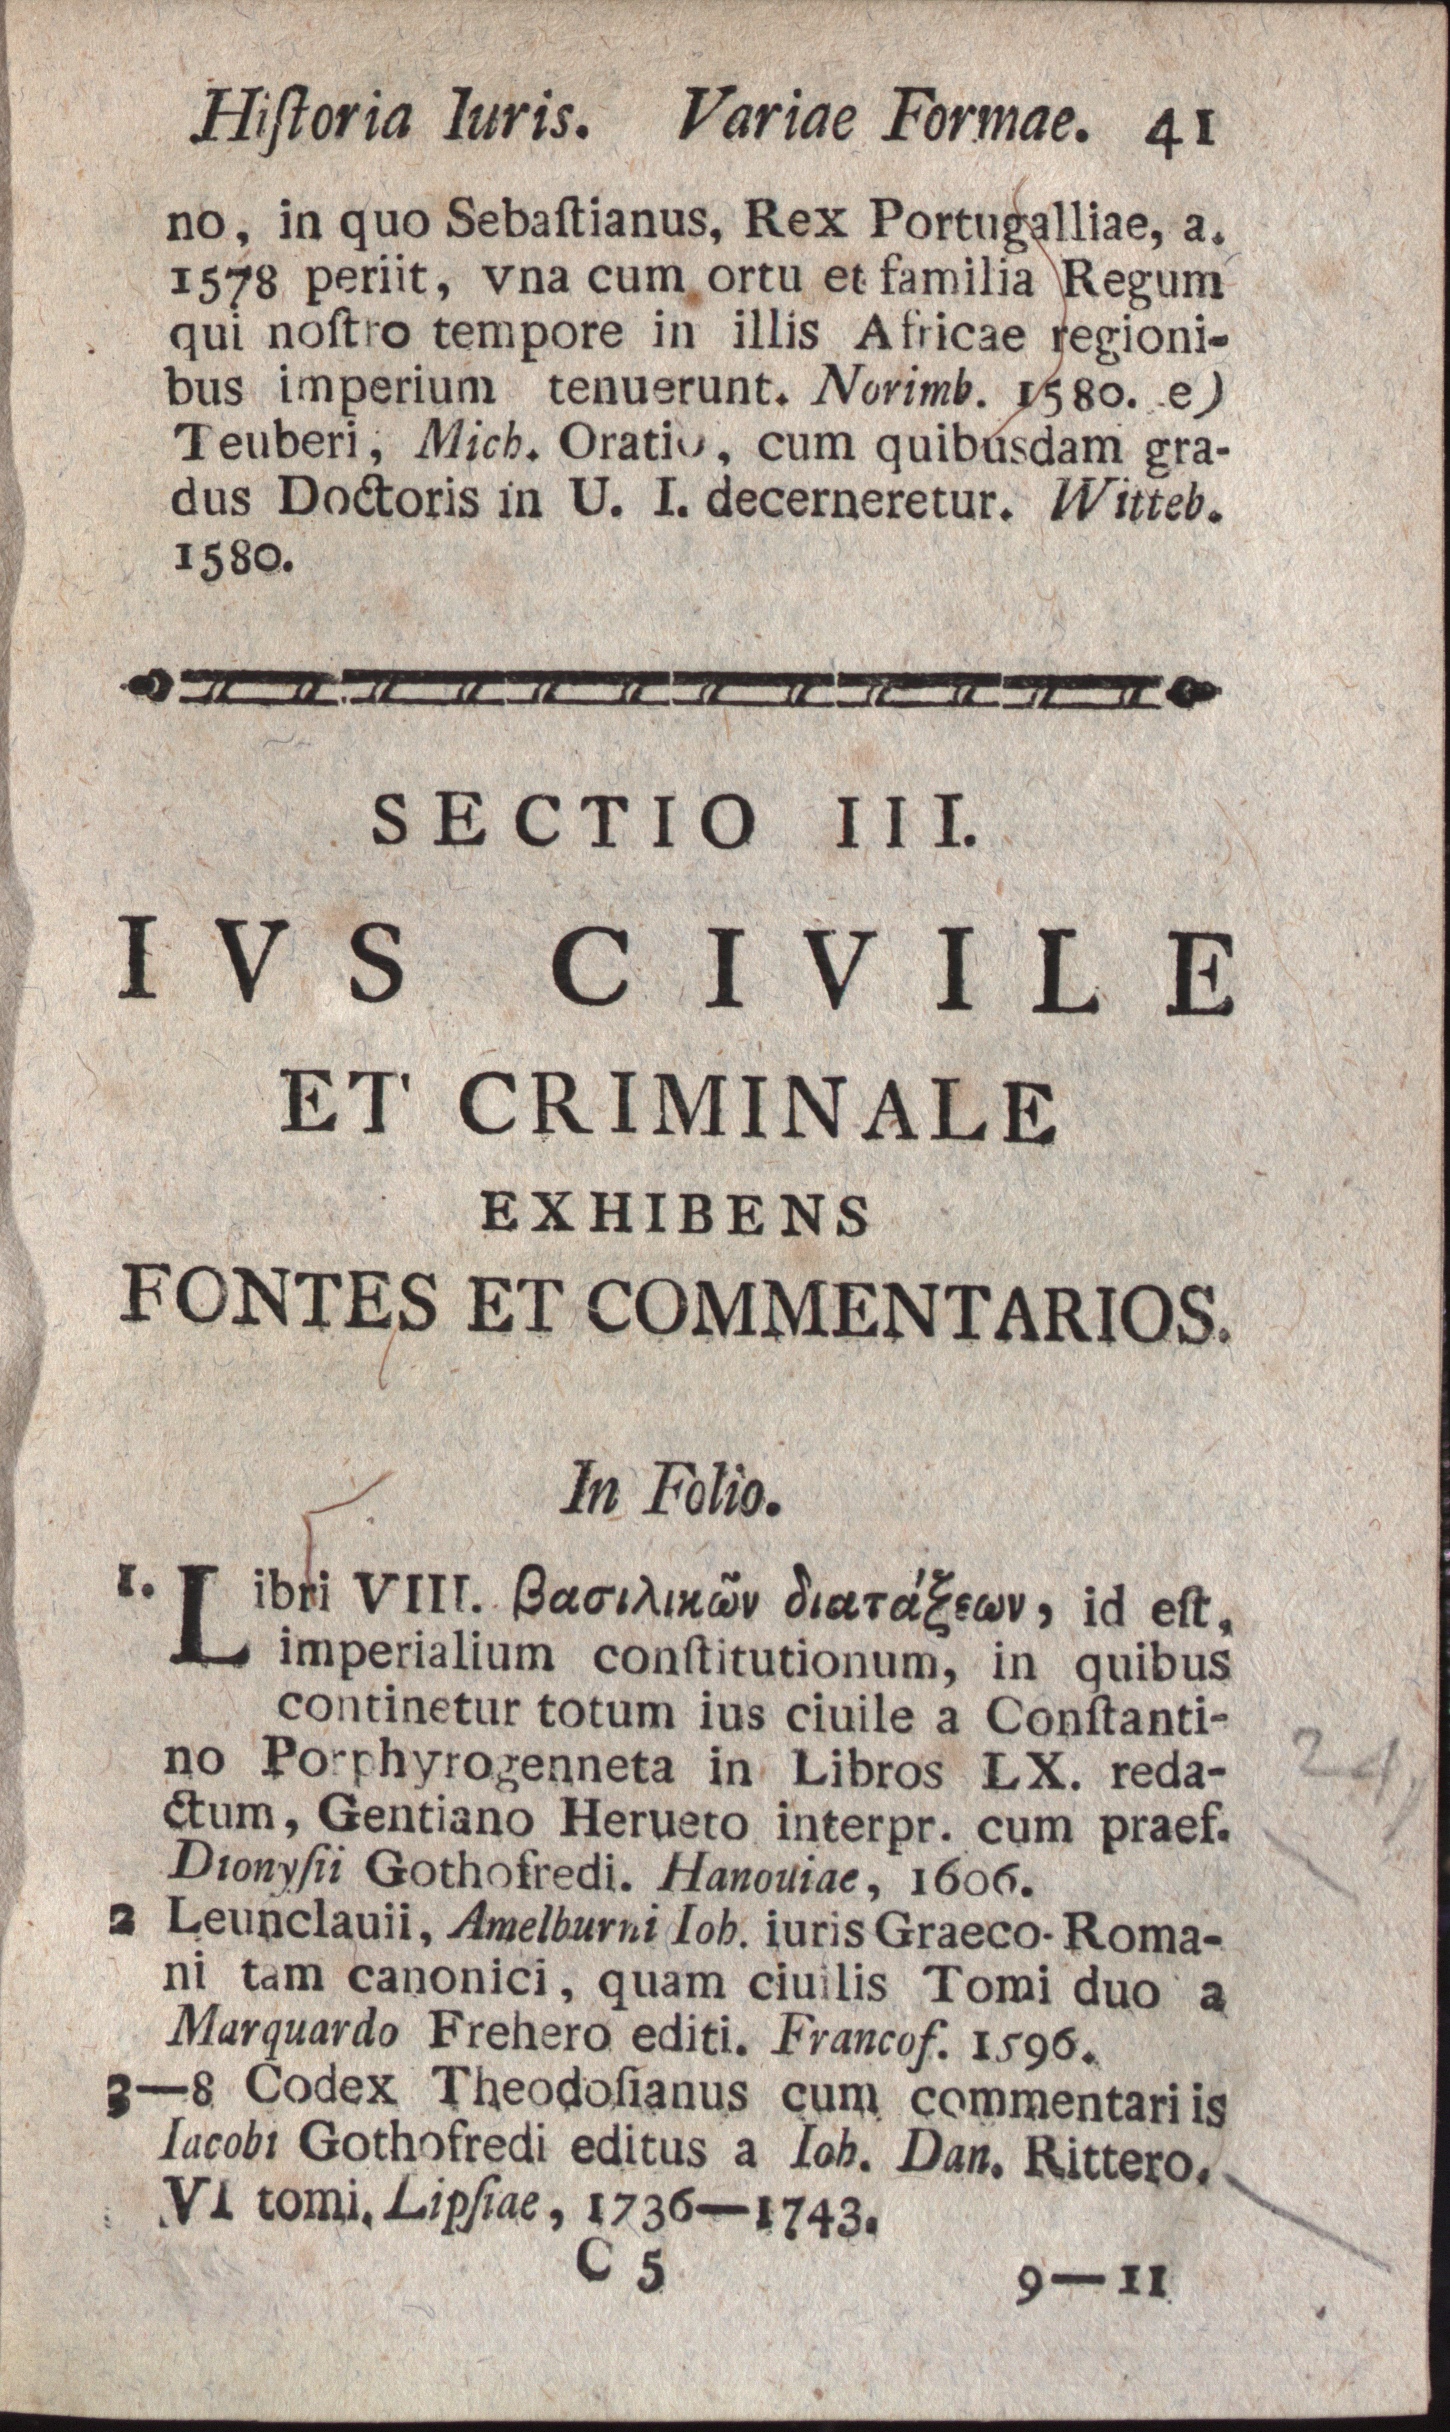 Hiſtoria Iuris. Variae Formae. 41
no, in quo Sebaſtianus, Rex Portugalliae, a.
1578 periit, vna cum ortu et familia Regum
qui noſtro tempore in illis Africae regioni-
bus imperium tenuerunt. Norimb. 1580. e)
Teuberi, Mich. Oratio, cum quibusdam gra-
dus Doctoris in U. I. decerneretur. Witteb.
1580.
SECTIO III.
IVS CIVILE
ET CRIMINALE
EXHIBENS
FONTES ET COMMENTARIOS.
In Folio.
1. Libri VIII. βασιλικῶν διατάξεων, id eſt,
imperialium conſtitutionum, in quibus
continetur totum ius ciuile a Conſtanti-
no Porphyrogenneta in Libros LX. reda-
ctum, Gentiano Herueto interpr. cum praef.
Dionyſii Gothofredi. Hanouiae, 1606.
24
2 Leunclauii, Amelburni Ioh. iuris Graeco-Roma-
ni tam canonici, quam ciuilis Tomi duo a
Marquardo Frehero editi. Francof. 1596.
3—8 Codex Theodoſianus cum commentariis
Iacobi Gothofredi editus a Ioh. Dan. Rittero.
VI tomi. Lipſiae, 1736—1743.
C 5 9—11